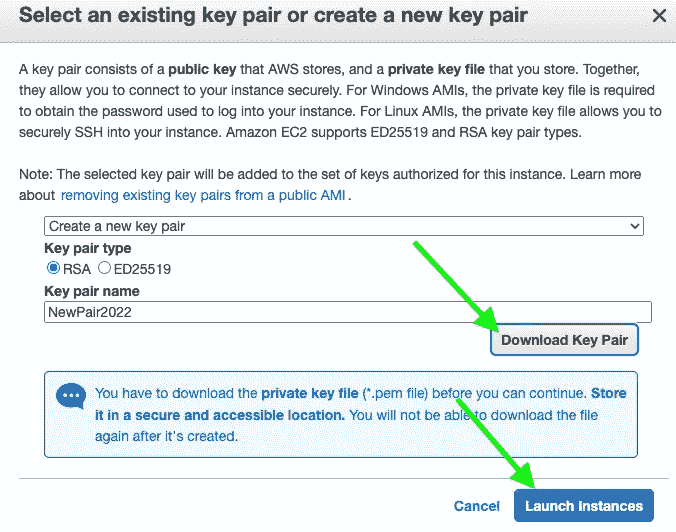 Select an existing key pair or create a new key pair
A key pair consists of a public key that AWS stores, and a private key file that you store. Together,
they allow you to connect to your instance securely. For Windows AMIs, the private key file is required
to obtain the password used to log into your instance. For Linux AMIs, the private key file allows you to
securely SSH into your instance. Amazon EC2 supports ED25519 and RSA key pair types.
Note: The selected key pair will be added to the set of keys authorized for this instance. Learn more
about removing existing key pairs from a public AMI .
Create a new key pair
Key pair type
RSA ED25519
Key pair name
NewPair2022
Download Key Pair
You have to download the private key file (*.pem file) before you can continue. Store
it in a secure and accessible location. You will not be able to download the file
again after it's created.
Cancel Launch Instances